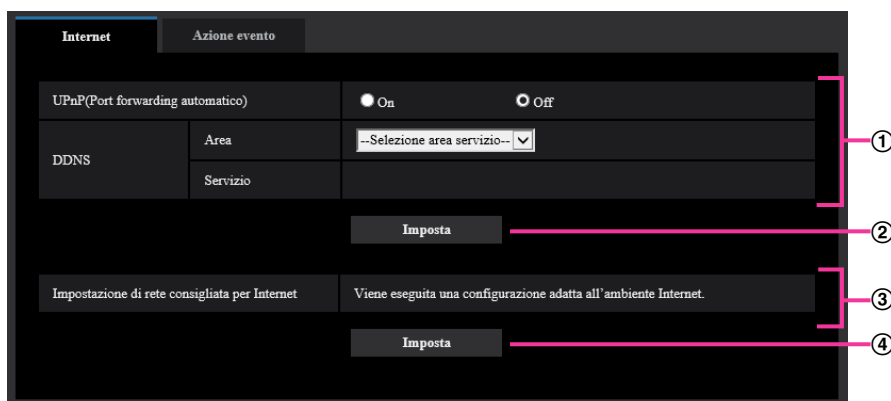 Internet Azione evento
UPnP(Port forwarding automatico) On Off
DDNS Area --Selezione area servizio--
Servizio
①
Imposta ②
Impostazione di rete consigliata per Internet Viene eseguita una configurazione adatta all'ambiente Internet. ③
Imposta ④